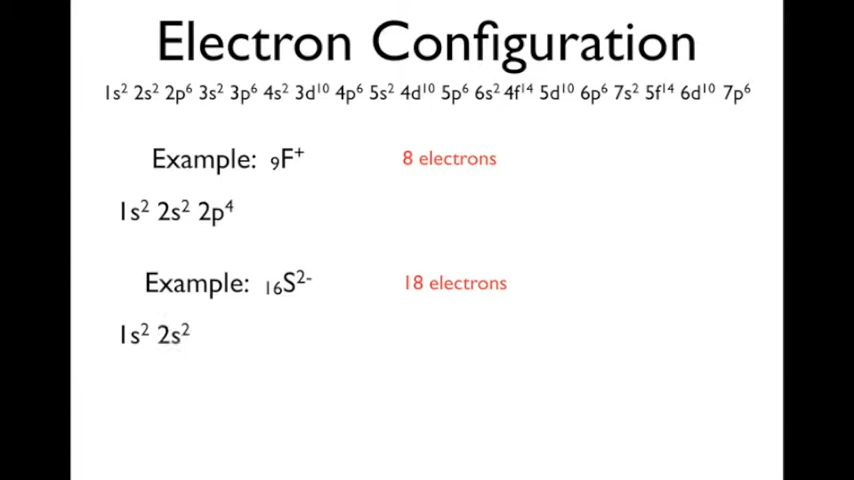 Electron Configuration
1s² 2s² 2p⁶ 3s² 3p⁶ 4s² 3d¹⁰ 4p⁶ 5s² 4d¹⁰ 5p⁶ 6s² 4f¹⁴ 5d¹⁰ 6p⁶ 7s² 5f¹⁴ 6d¹⁰ 7p⁶
Example: ₉F⁺ 8 electrons
1s² 2s² 2p⁴
Example: ₁₆S²⁻ 18 electrons
1s² 2s²